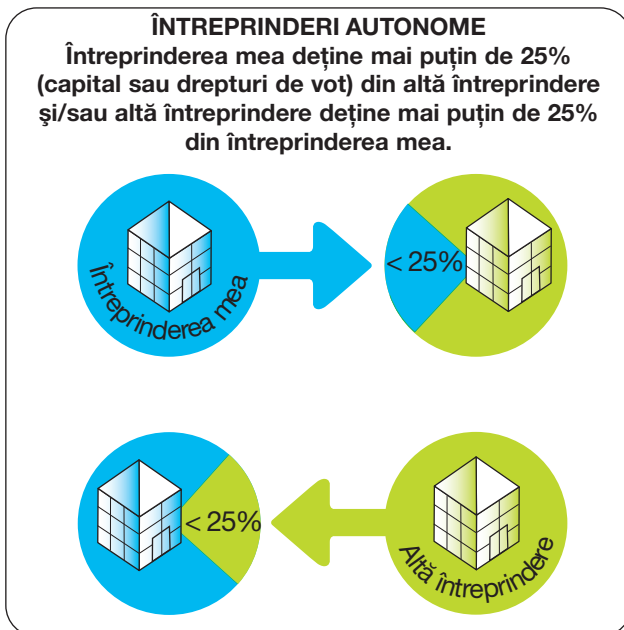 ÎNTREPRINDERI AUTONOME
Întreprinderea mea deține mai puțin de 25%
(capital sau drepturi de vot) din altă întreprindere
şi/sau altă întreprindere deține mai puțin de 25%
din întreprinderea mea.
Întreprinderea mea
< 25%
< 25%
Altă întreprindere